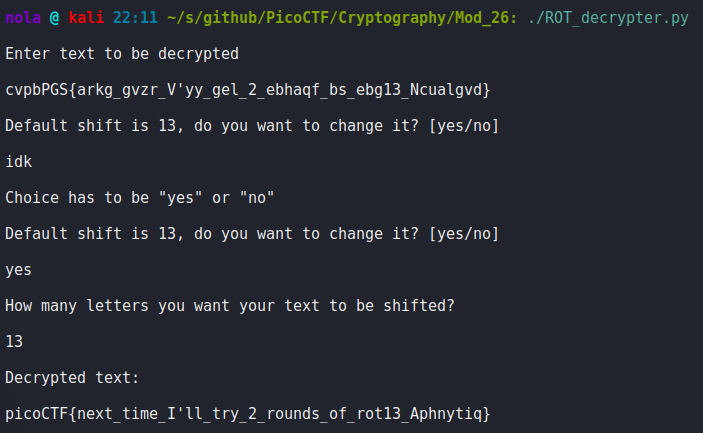 nola @ kali 22:11 ~/s/github/PicoCTF/Cryptography/Mod_26: ./ROT_decrypter.py
Enter text to be decrypted
cvpbPGS{arkg_gvzr_V'yy_gel_2_ebhaqf_bs_ebg13_Ncualgvd}
Default shift is 13, do you want to change it? [yes/no]
idk
Choice has to be "yes" or "no"
Default shift is 13, do you want to change it? [yes/no]
yes
How many letters you want your text to be shifted?
13
Decrypted text:
picoCTF{next_time_I'll_try_2_rounds_of_rot13_Aphnytiq}